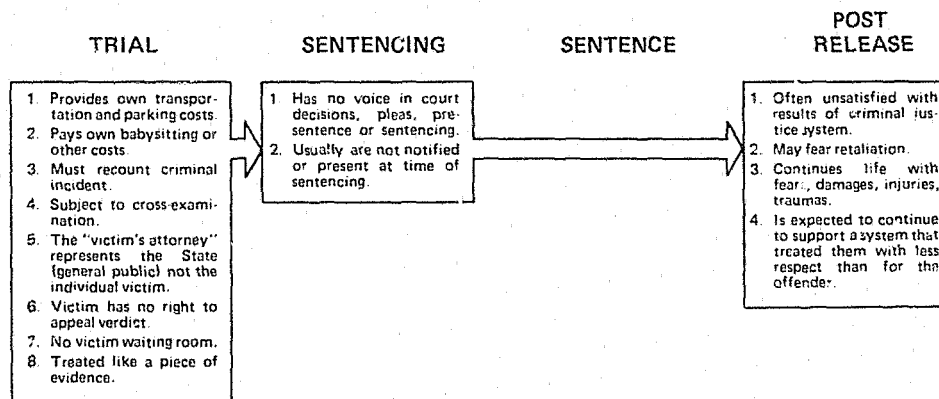 TRIAL
SENTENCING
SENTENCE
POST
RELEASE
1. Provides own transpor-
tation and parking costs.
2. Pays own babysitting or
other costs.
3. Must recount criminal
incident.
4. Subject to cross-exami-
nation.
5. The "victim's attorney"
represents the State
(general public) not the
individual victim.
6. Victim has no right to
appeal verdict.
7. No victim waiting room.
8. Treated like a piece of
evidence.
1. Has no voice in court
decisions, pleas, pre-
sentence or sentencing.
2. Usually are not notified
or present at time of
sentencing.
1. Often unsatisfied with
results of criminal jus-
tice system.
2. May fear retaliation.
3. Continues life with
fears, damages, injuries,
traumas.
4. Is expected to continue
to support a system that
treated them with less
respect than for the
offender.